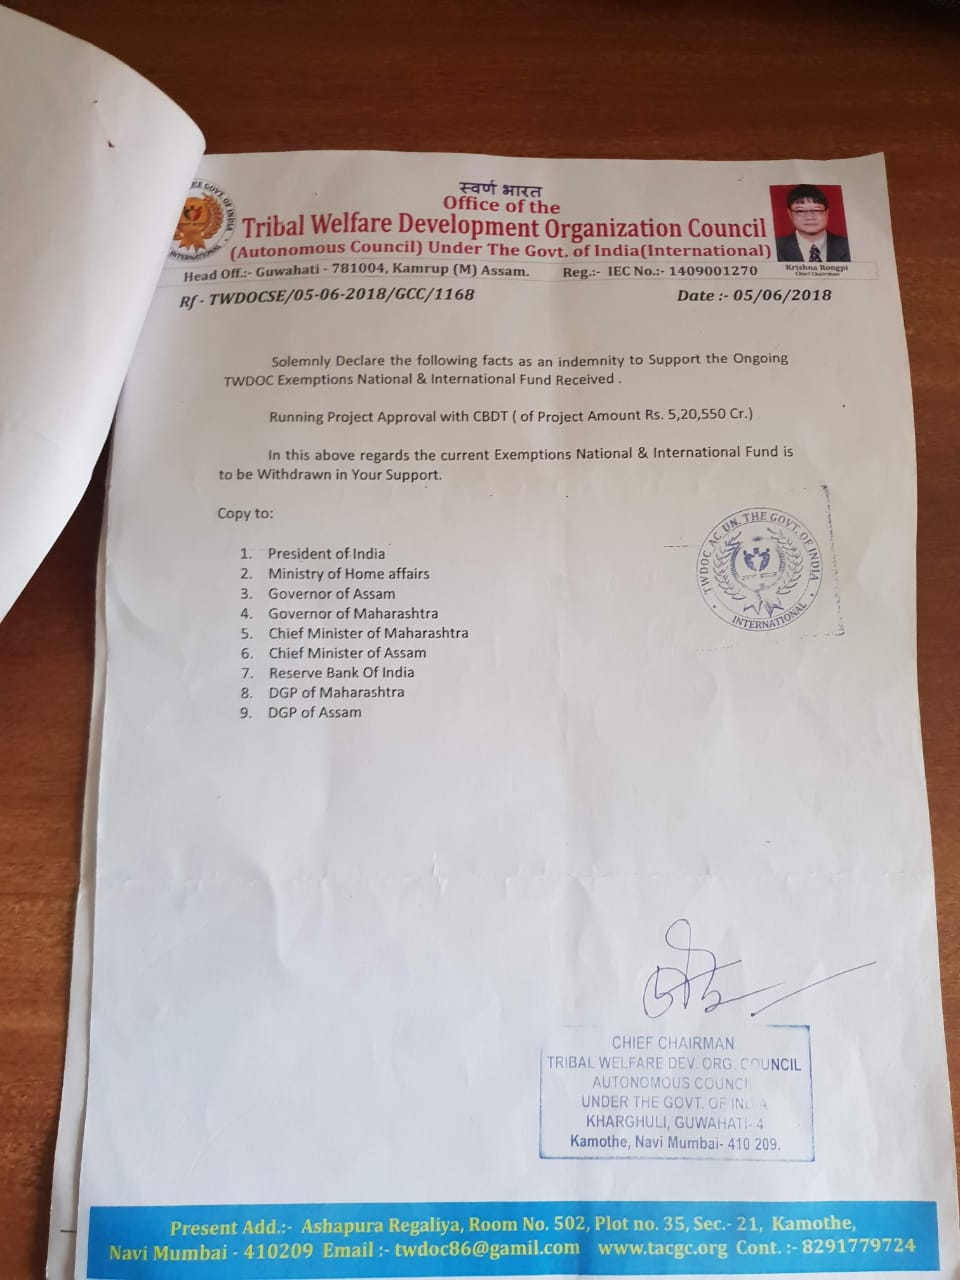 स्वर्ण भारत
Office of the
Tribal Welfare Development Organization Council
(Autonomous Council) Under The Govt. of India(International)
Krishna Rongpi
Chief Chairman
Head Off.:- Guwahati - 781004, Kamrup (M) Assam. Reg.:- IEC No.:- 1409001270
Rf - TWDOCSE/05-06-2018/GCC/1168 Date :- 05/06/2018
Solemnly Declare the following facts as an indemnity to Support the Ongoing
TWDOC Exemptions National & International Fund Received .
Running Project Approval with CBDT ( of Project Amount Rs. 5,20,550 Cr.)
In this above regards the current Exemptions National & International Fund is
to be Withdrawn in Your Support.
Copy to:
1. President of India
2. Ministry of Home affairs
3. Governor of Assam
4. Governor of Maharashtra
5. Chief Minister of Maharashtra
6. Chief Minister of Assam
7. Reserve Bank Of India
8. DGP of Maharashtra
9. DGP of Assam
TWDOC AC. UN. THE GOVT. OF INDIA
INTERNATIONAL
CHIEF CHAIRMAN
TRIBAL WELFARE DEV. ORG. COUNCIL
AUTONOMOUS COUNCIL
UNDER THE GOVT. OF INDIA
KHARGHULI, GUWAHATI- 4
Kamothe, Navi Mumbai- 410 209.
Present Add.:- Ashapura Regaliya, Room No. 502, Plot no. 35, Sec.- 21, Kamothe,
Navi Mumbai - 410209 Email :- twdoc86@gamil.com www.tacgc.org Cont. :- 8291779724